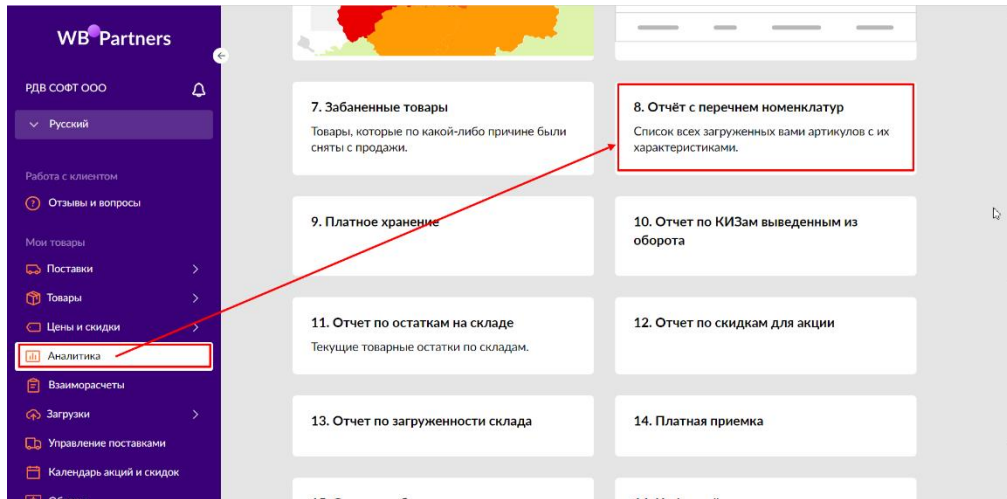 WB Partners
РДВ СОФТ ООО
Русский
Работа с клиентом
Отзывы и вопросы
Мои товары
Поставки
Товары
Цены и скидки
Аналитика
Взаиморасчеты
Загрузки
Управление поставками
Календарь акций и скидок
7. Забаненные товары
Товары, которые по какой-либо причине были
сняты с продажи.
8. Отчёт с перечнем номенклатур
Список всех загруженных вами артикулов с их
характеристиками.
9. Платное хранение
10. Отчет по КИЗам выведенным из
оборота
11. Отчет по остаткам на складе
Текущие товарные остатки по складам.
12. Отчет по скидкам для акции
13. Отчет по загруженности склада
14. Платная приемка